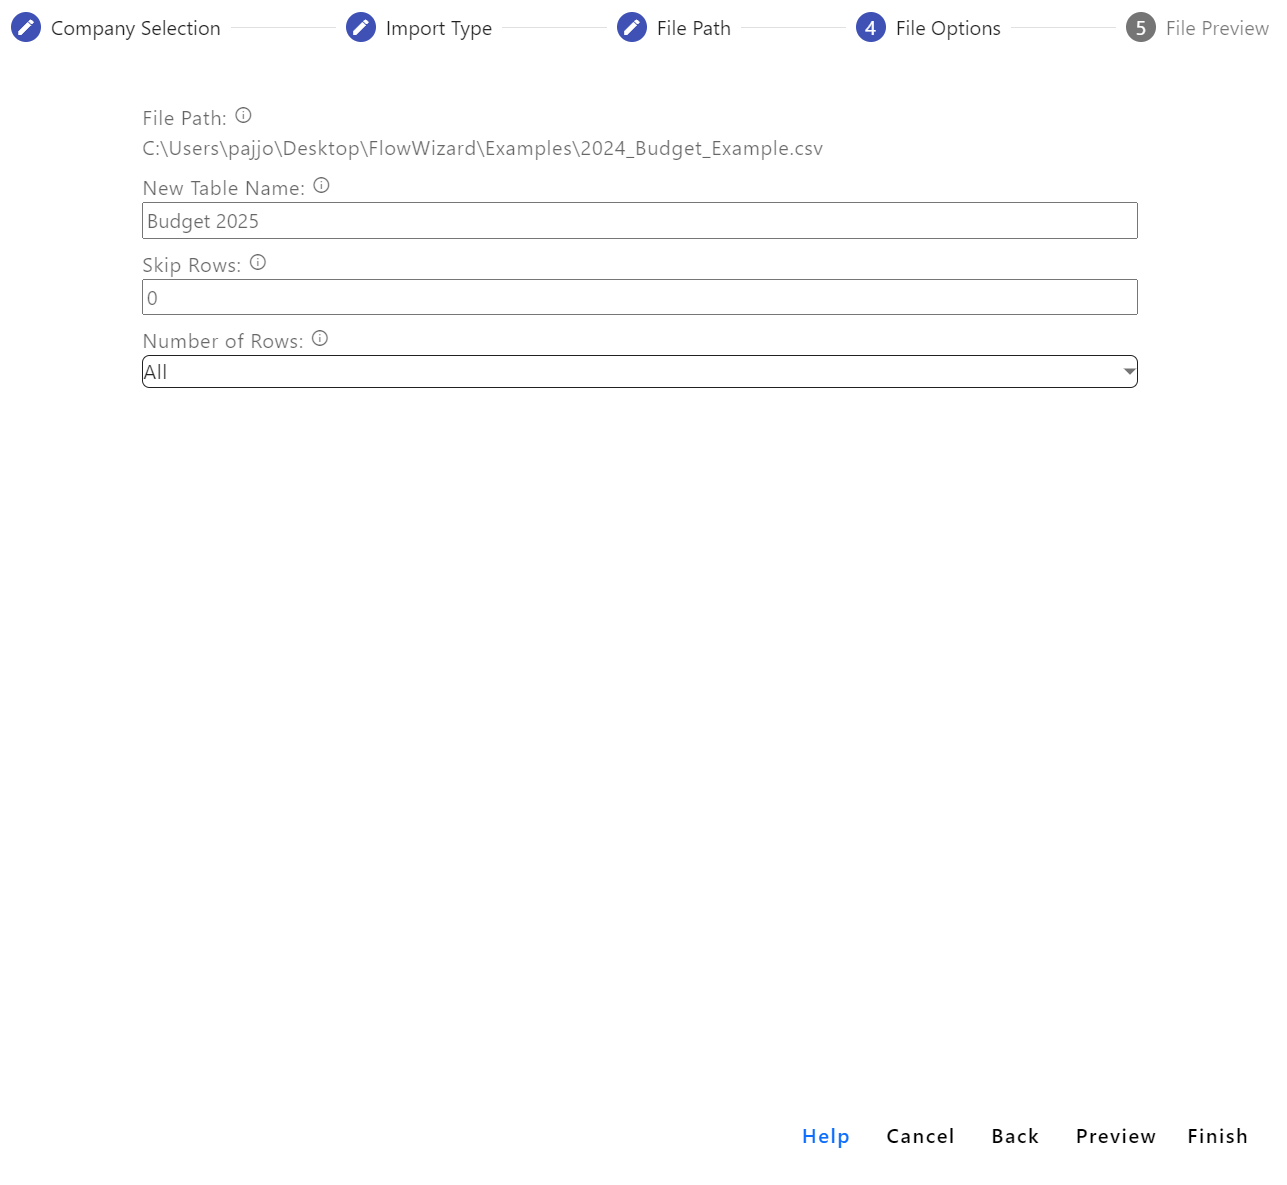 Company Selection Import Type File Path 4 File Options 5 File Preview
File Path:
C:\Users\pajjo\Desktop\FlowWizard\Examples\2024_Budget_Example.csv
New Table Name:
Budget 2025
Skip Rows:
0
Number of Rows:
All
Help Cancel Back Preview Finish